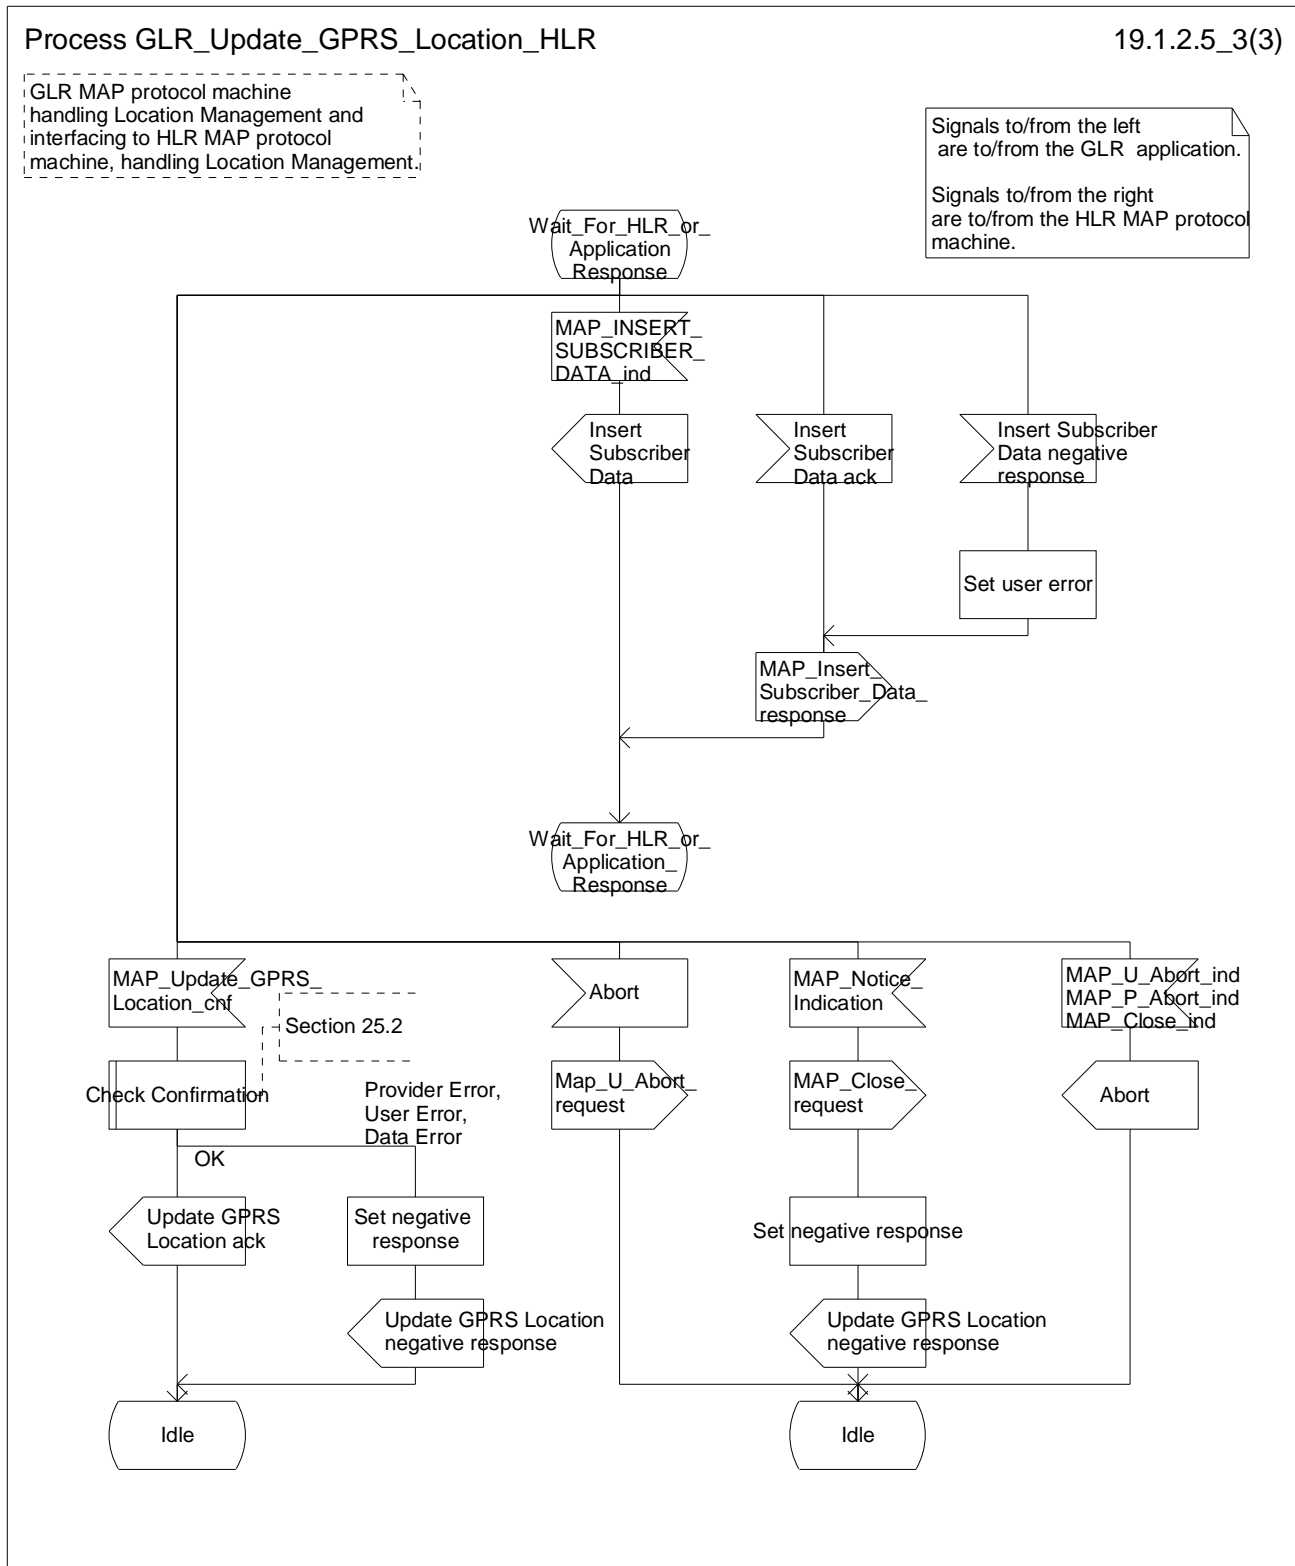 Process GLR_Update_GPRS_Location_HLR
19.1.2.5_3(3)
GLR MAP protocol machine
handling Location Management and
interfacing to HLR MAP protocol
machine, handling Location Management.
Signals to/from the left
are to/from the GLR application.
Signals to/from the right
are to/from the HLR MAP protocol
machine.
Wait_For_HLR_or_
Application
Response
MAP_INSERT_
SUBSCRIBER_
DATA_ind
Insert
Subscriber
Data
Insert
Subscriber
Data ack
Insert Subscriber
Data negative
response
Set user error
MAP_Insert_
Subscriber_Data_
response
Wait_For_HLR_or_
Application_
Response
MAP_Update_GPRS_
Location_cnf
Abort
MAP_Notice_
Indication
MAP_U_Abort_ind
MAP_P_Abort_ind
MAP_Close_ind
Section 25.2
Check Confirmation
Provider Error,
User Error,
Data Error
Map_U_Abort_
request
MAP_Close_
request
Abort
OK
Update GPRS
Location ack
Set negative
response
Set negative response
Update GPRS Location
negative response
Update GPRS Location
negative response
Idle
Idle